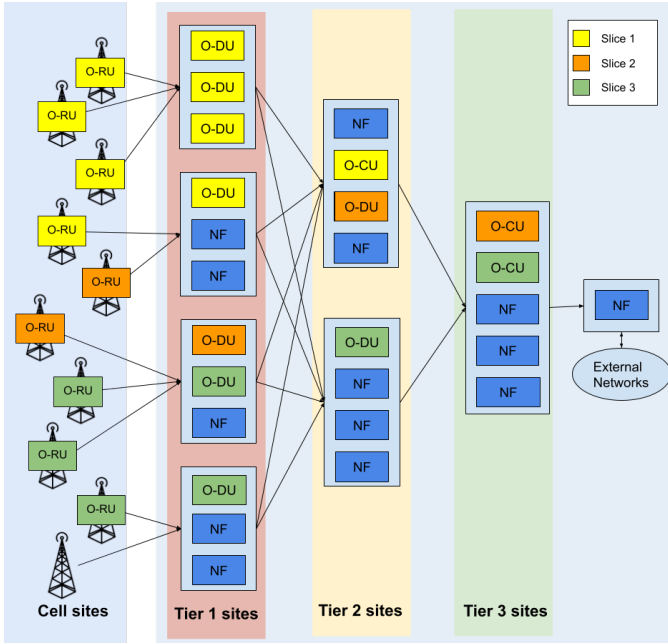 Slice 1
Slice 2
Slice 3
O-RU
O-RU
O-RU
O-RU
O-RU
O-RU
O-RU
O-RU
O-RU
Cell sites
O-DU
O-DU
O-DU
O-DU
NF
NF
O-DU
O-DU
NF
O-DU
NF
NF
Tier 1 sites
NF
O-CU
O-DU
NF
O-DU
NF
NF
NF
Tier 2 sites
O-CU
O-CU
NF
NF
NF
Tier 3 sites
NF
External
Networks